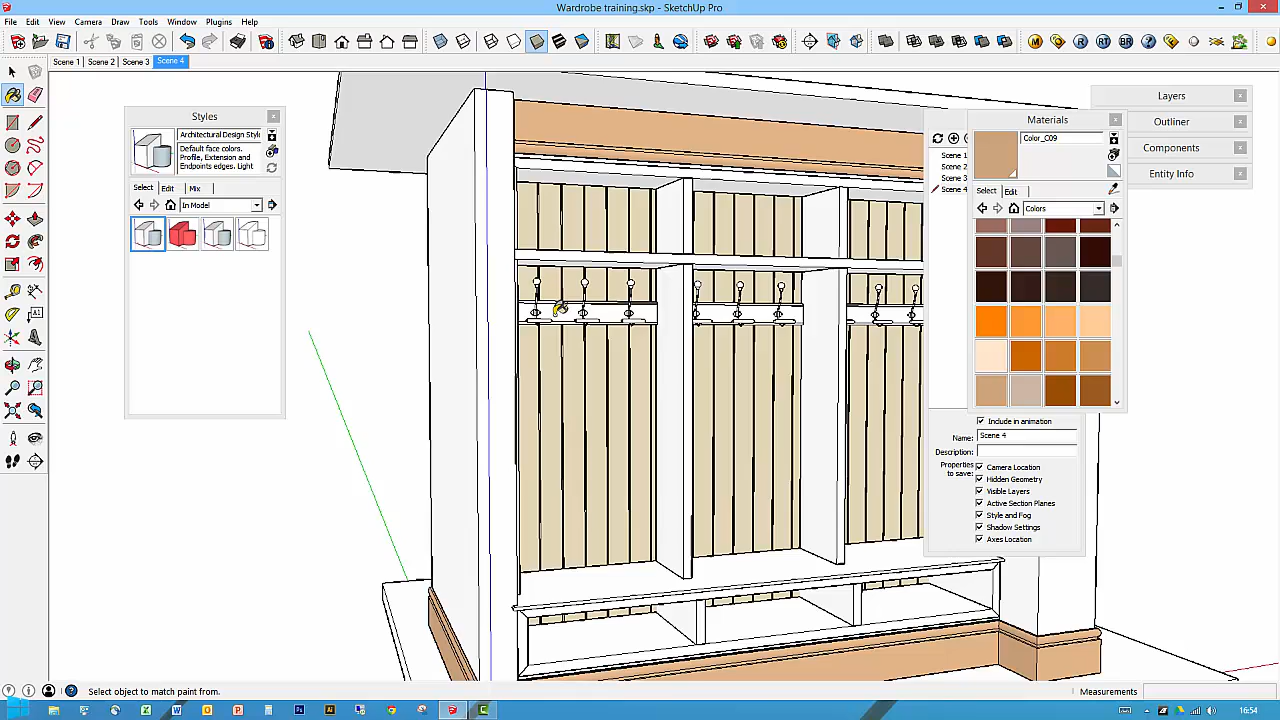 Wardrobe training.skp - SketchUp Pro
File Edit View Camera Draw Tools Window Plugins Help
Scene 1 Scene 2 Scene 3 Scene 4
Styles
Architectural Design Style
Default face colors.
Profile, Extension and
Endpoints edges. Light
Select Edit Mix
In Model
Layers
Outliner
Components
Entity Info
Materials
Color_C09
Select Edit
Colors
Scene 1
Scene 2
Scene 3
Scene 4
Include in animation
Name: Scene 4
Description:
Properties to save:
Camera Location
Hidden Geometry
Visible Layers
Active Section Planes
Style and Fog
Shadow Settings
Axes Location
Select object to match paint from.
Measurements
16:54